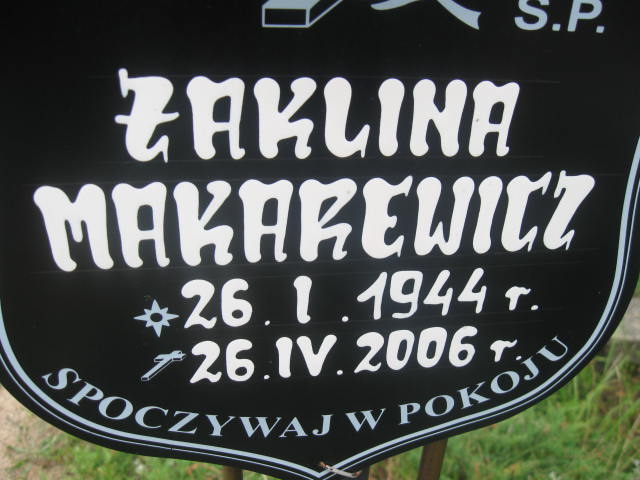 S.P.
ŻAKLINA
MAKAREWICZ
26. I. 1944 r.
26. IV. 2006 r.
SPOCZYWAJ W POKOJU